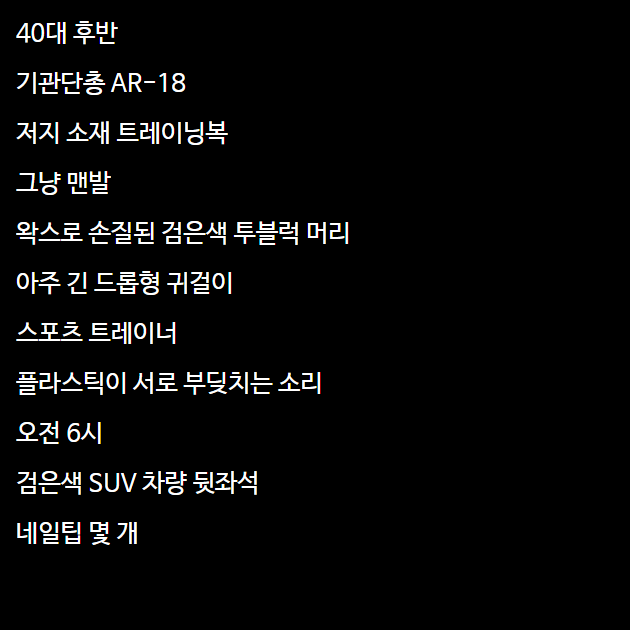 40대 후반
기관단총 AR-18
저지 소재 트레이닝복
그냥 맨발
왁스로 손질된 검은색 투블럭 머리
아주 긴 드롭형 귀걸이
스포츠 트레이너
플라스틱이 서로 부딪치는 소리
오전 6시
검은색 SUV 차량 뒷좌석
네일팁 몇 개